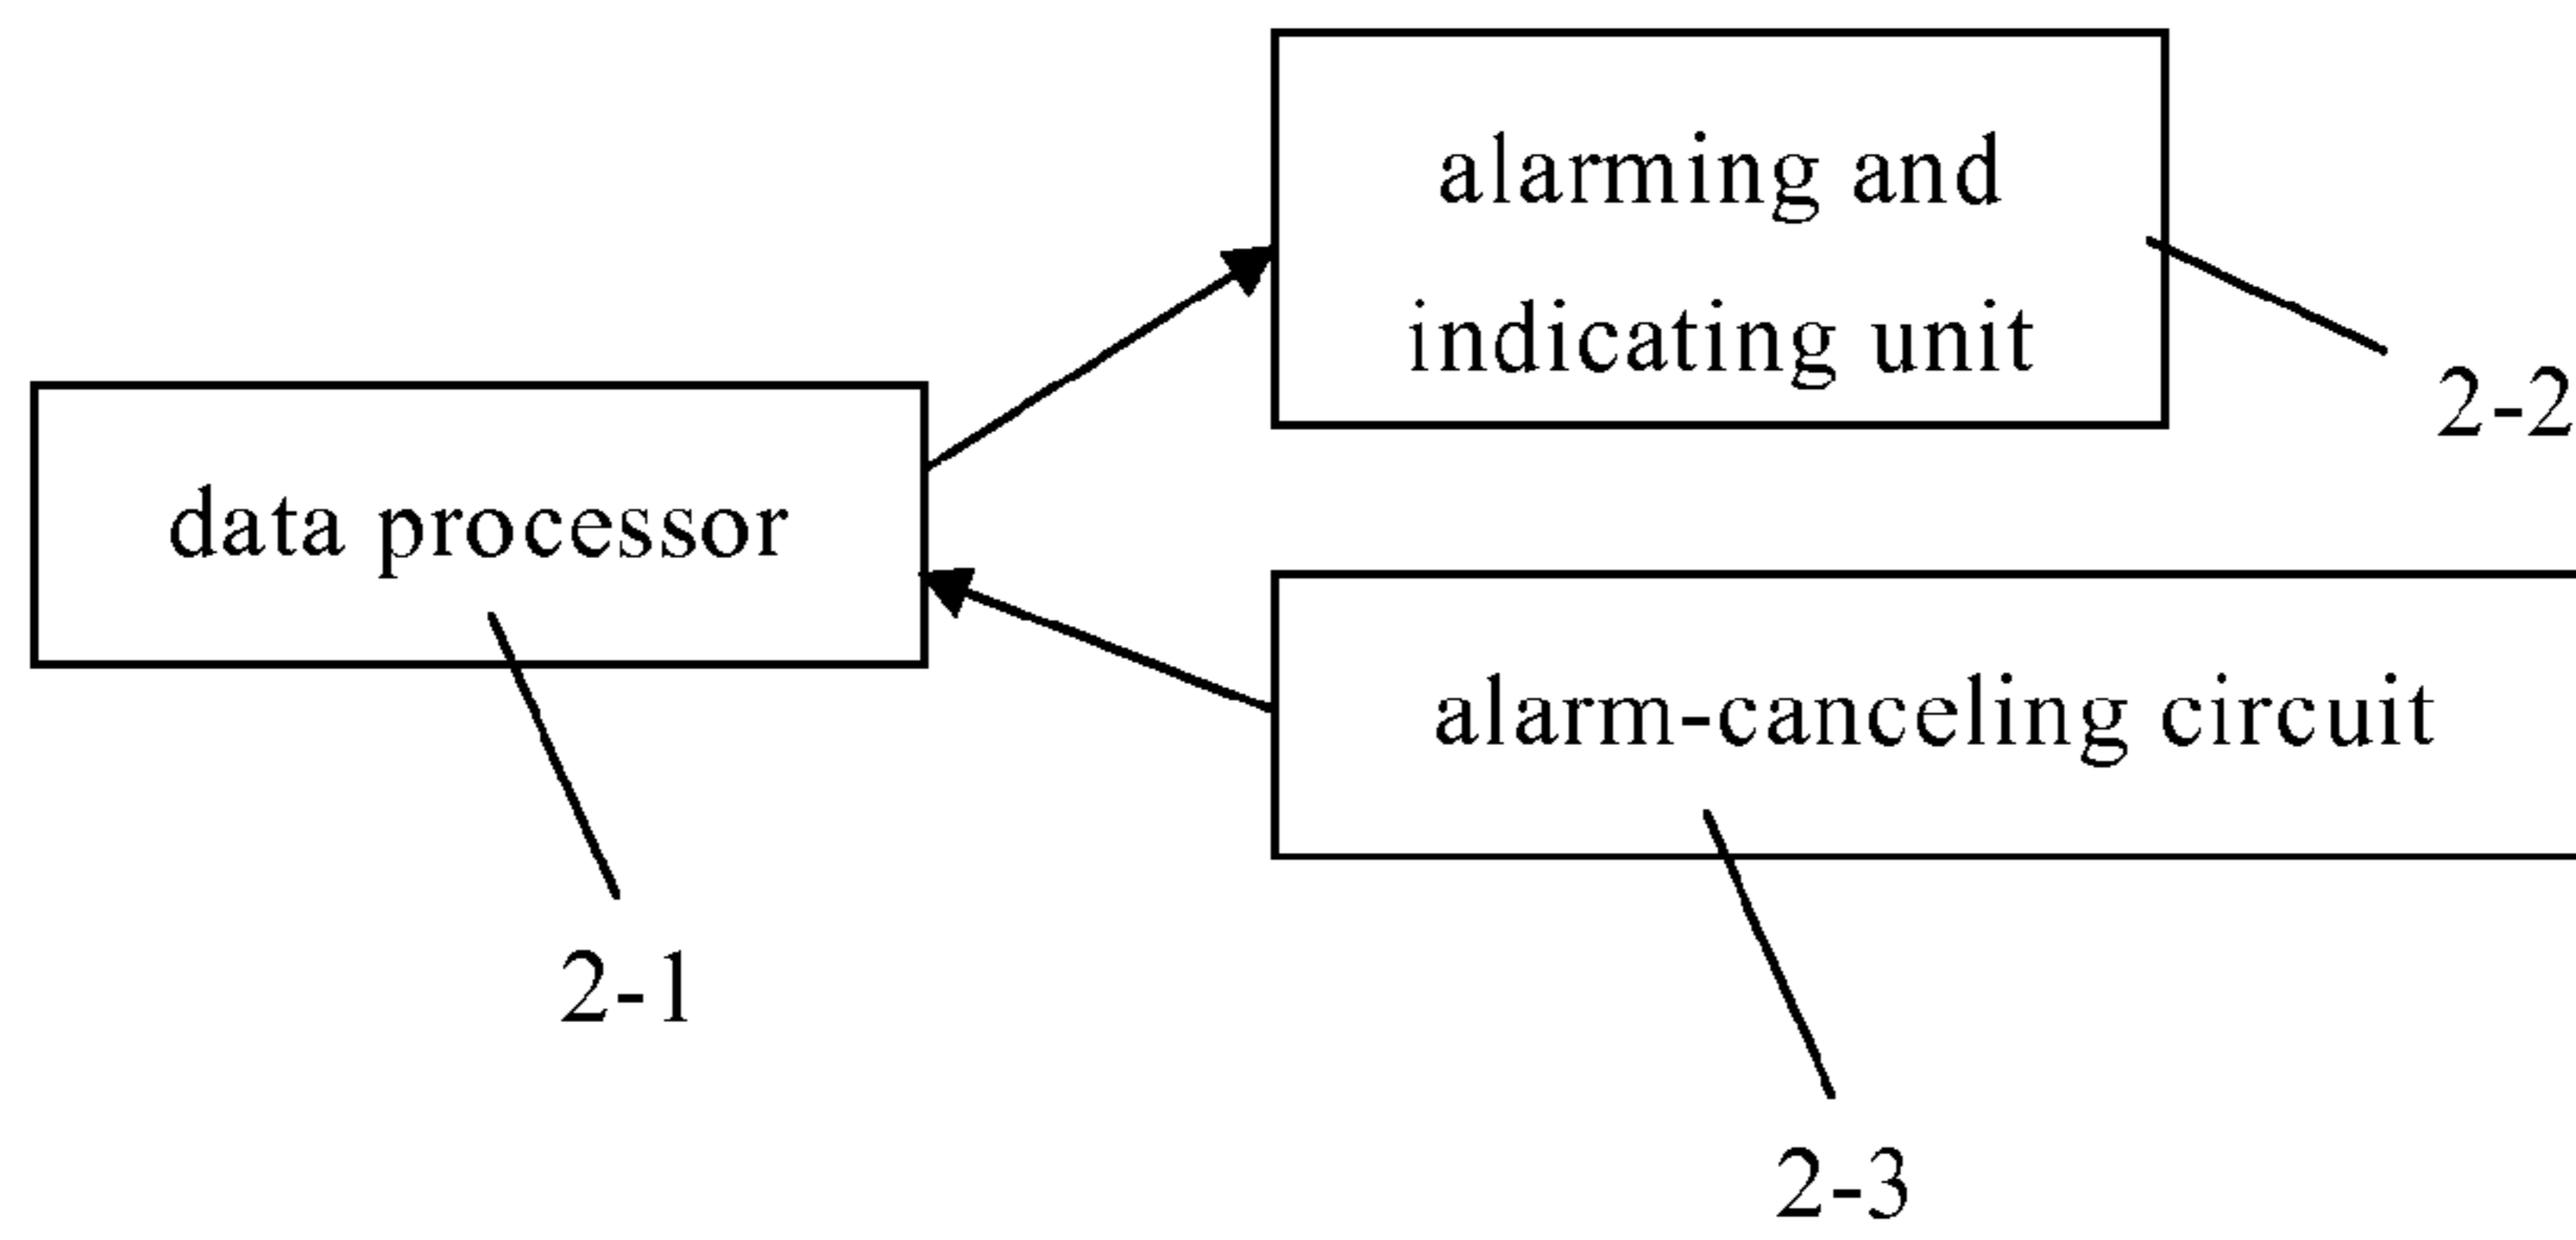 alarming and
indicating unit
2-2
data processor
alarm-canceling circuit
2-1
2-3